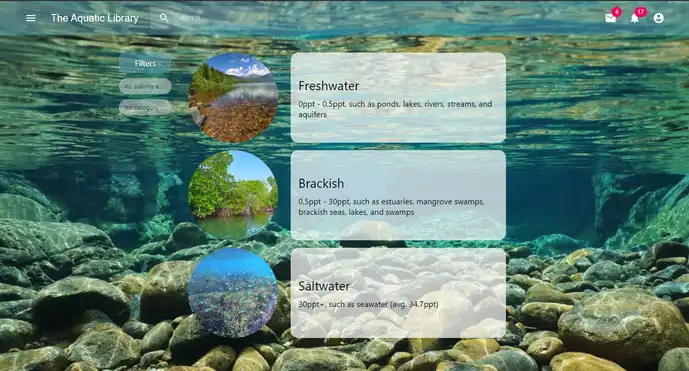 The Aquatic Library
Search
4
17
Filters
no salinity s
no category
Freshwater
0ppt - 0.5ppt, such as ponds, lakes, rivers, streams, and
aquifers
Brackish
0.5ppt - 30ppt, such as estuaries, mangrove swamps,
brackish seas, lakes, and swamps
Saltwater
30ppt+, such as seawater (avg. 34.7ppt)